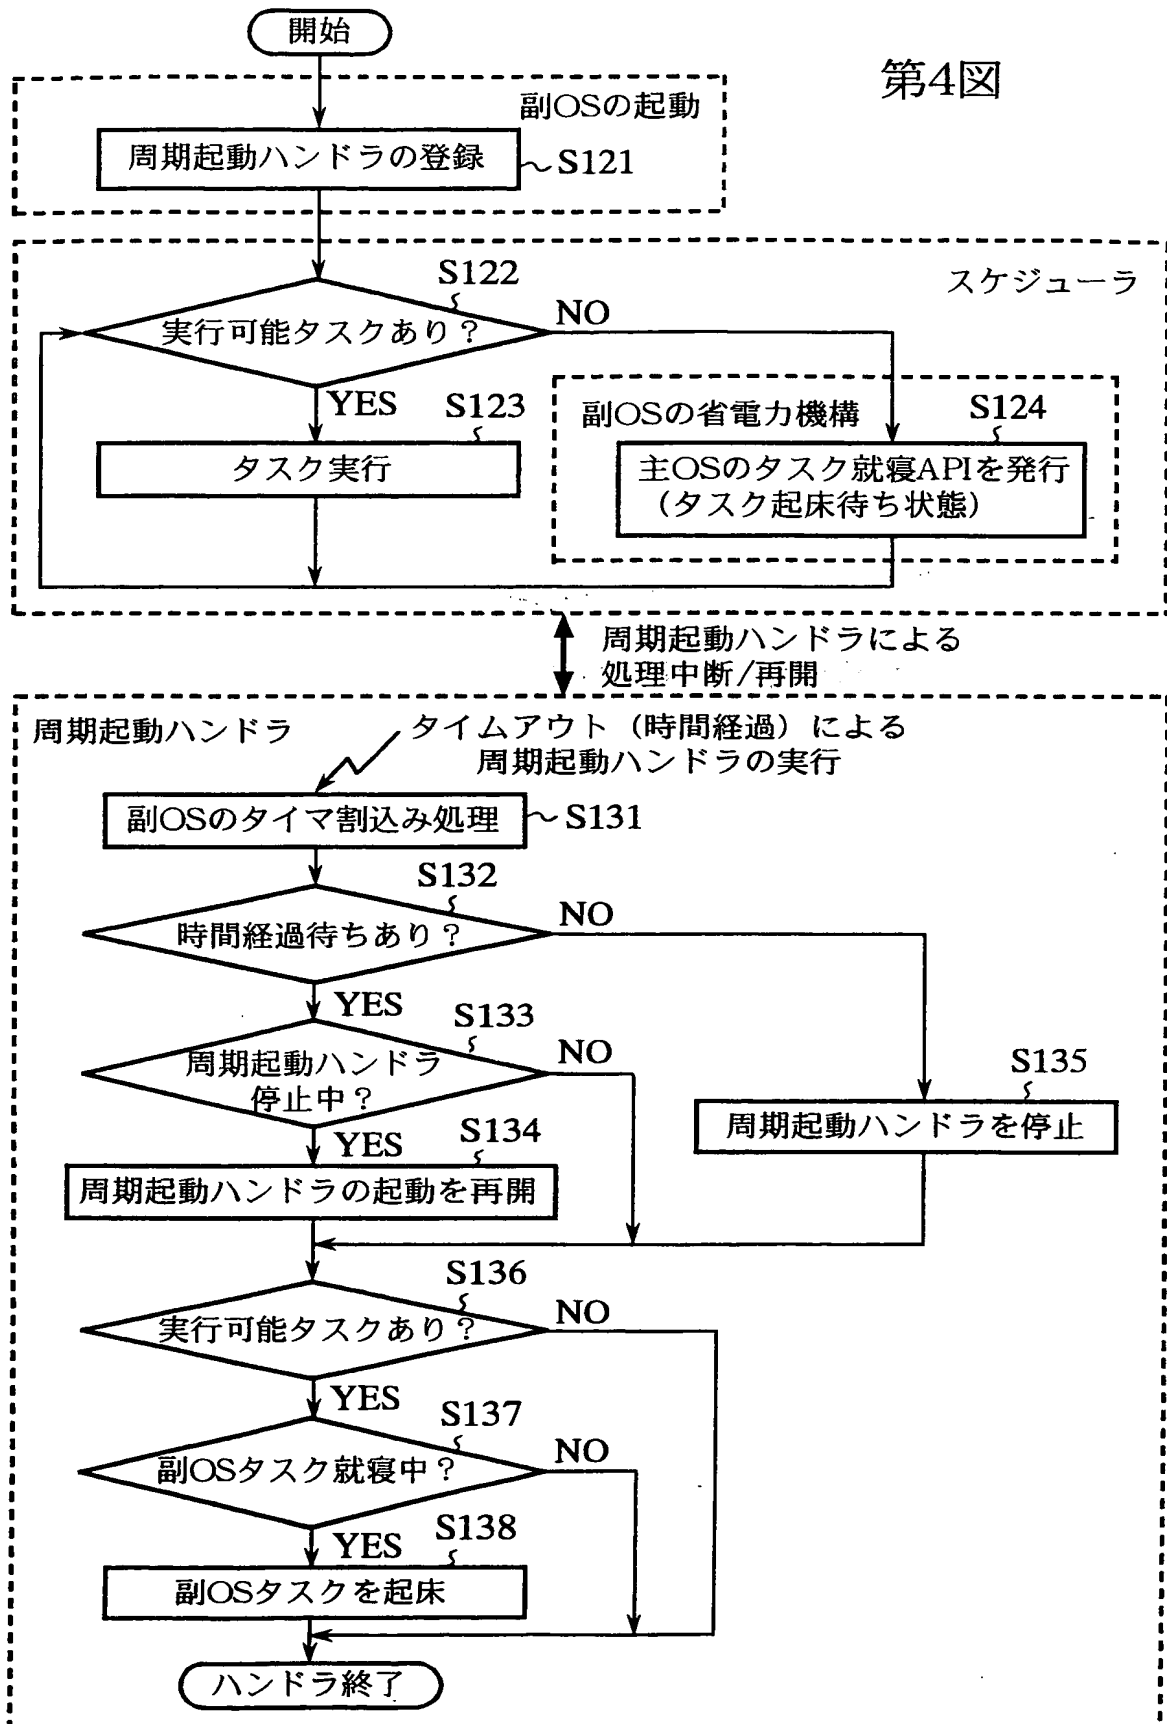 開始
第4図
副OSの起動
周期起動ハンドラの登録
S121
スケジューラ
S122
実行可能タスクあり?
NO
YES
S123
タスク実行
副OSの省電力機構
S124
主OSのタスク就寝APIを発行
(タスク起床待ち状態)
周期起動ハンドラによる
処理中断/再開
周期起動ハンドラ
タイムアウト(時間経過)による
周期起動ハンドラの実行
副OSのタイマ割込み処理
S131
S132
時間経過待ちあり?
NO
YES
S133
周期起動ハンドラ
停止中?
NO
S135
周期起動ハンドラを停止
YES
S134
周期起動ハンドラの起動を再開
S136
実行可能タスクあり?
NO
YES
S137
副OSタスク就寝中?
NO
YES
S138
副OSタスクを起床
ハンドラ終了